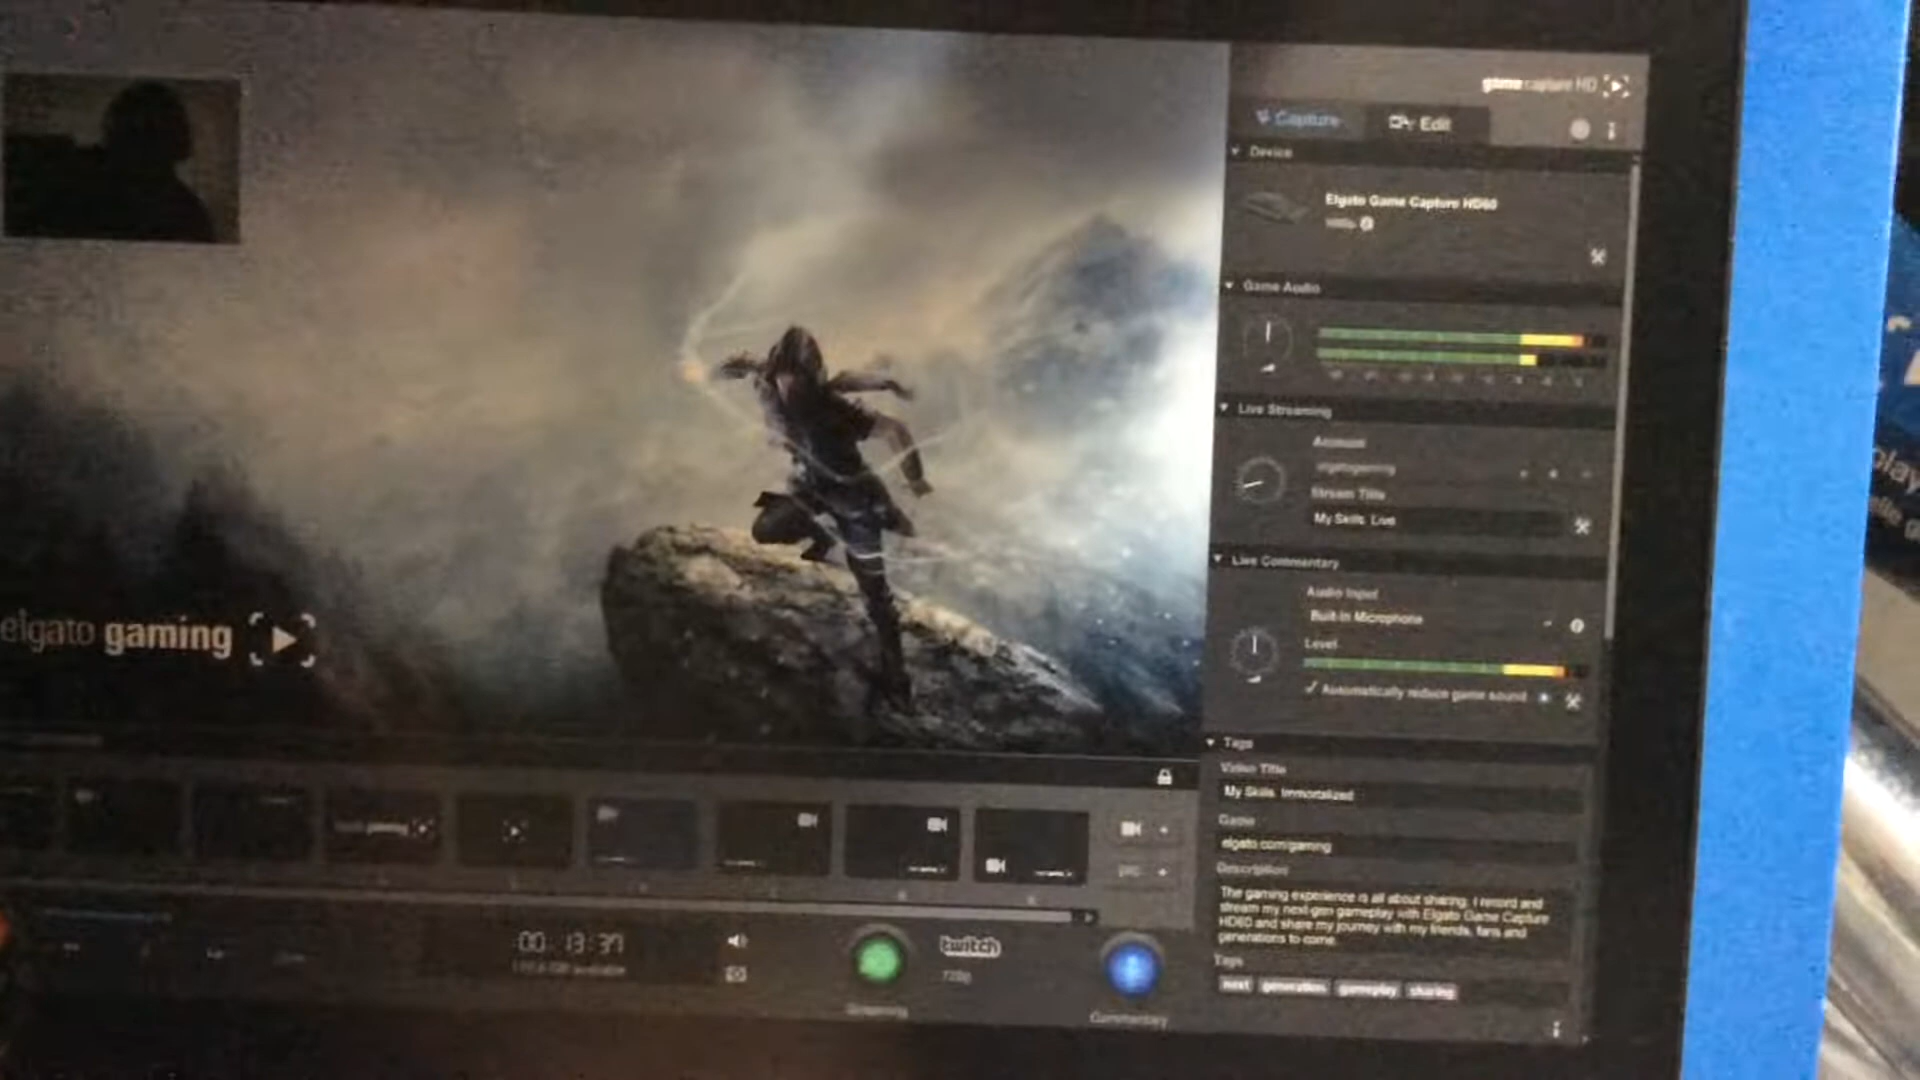 game capture HD
Capture
Edit
Device
Elgato Game Capture HD60
Game Audio
Live Streaming
Account
elgatogaming
Stream Title
My Skills. Live
Live Commentary
Audio Input
Built-in Microphone
Level
Automatically reduce game sound
elgato gaming
Tags
Video Title
My Skills. Immortalized
Game
elgato.com/gaming
Description
The gaming experience is all about sharing. I record and
stream my next-gen gameplay with Elgato Game Capture
HD60 and share my journey with my friends, fans and
generations to come.
Tags
next generation gameplay sharing
00:13:37
twitch
720p
Streaming
Commentary
play